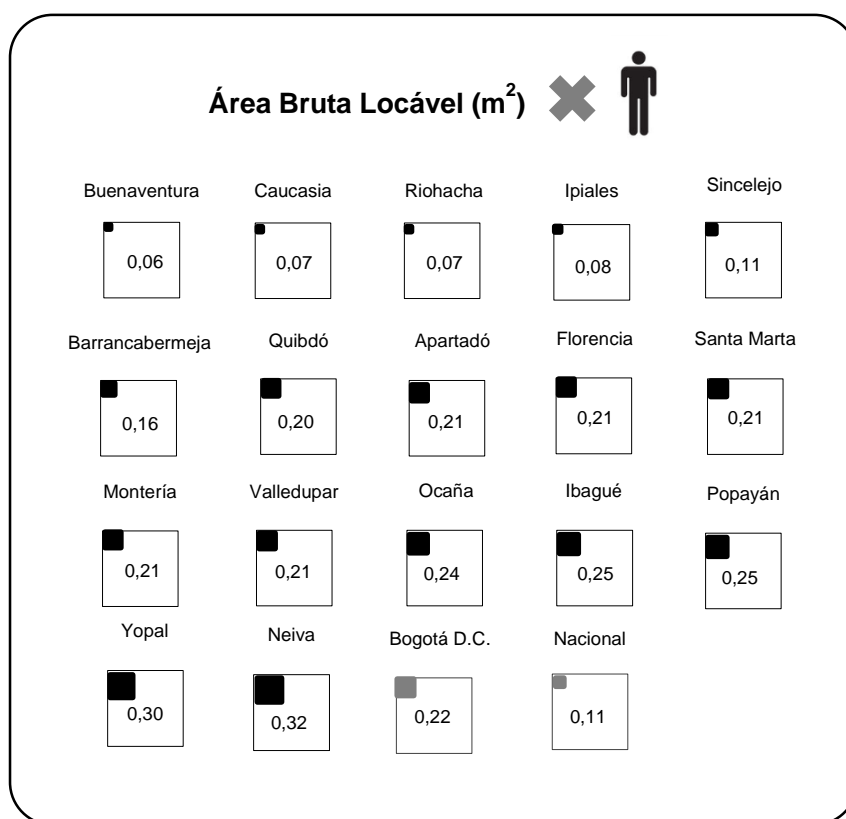 Área Bruta Locável (m²)
Buenaventura Caucasia Riohacha Ipiales Sincelejo
0,06 0,07 0,07 0,08 0,11
Barrancabermeja Quibdó Apartadó Florencia Santa Marta
0,16 0,20 0,21 0,21 0,21
Montería Valledupar Ocaña Ibagué Popayán
0,21 0,21 0,24 0,25 0,25
Yopal Neiva Bogotá D.C. Nacional
0,30 0,32 0,22 0,11